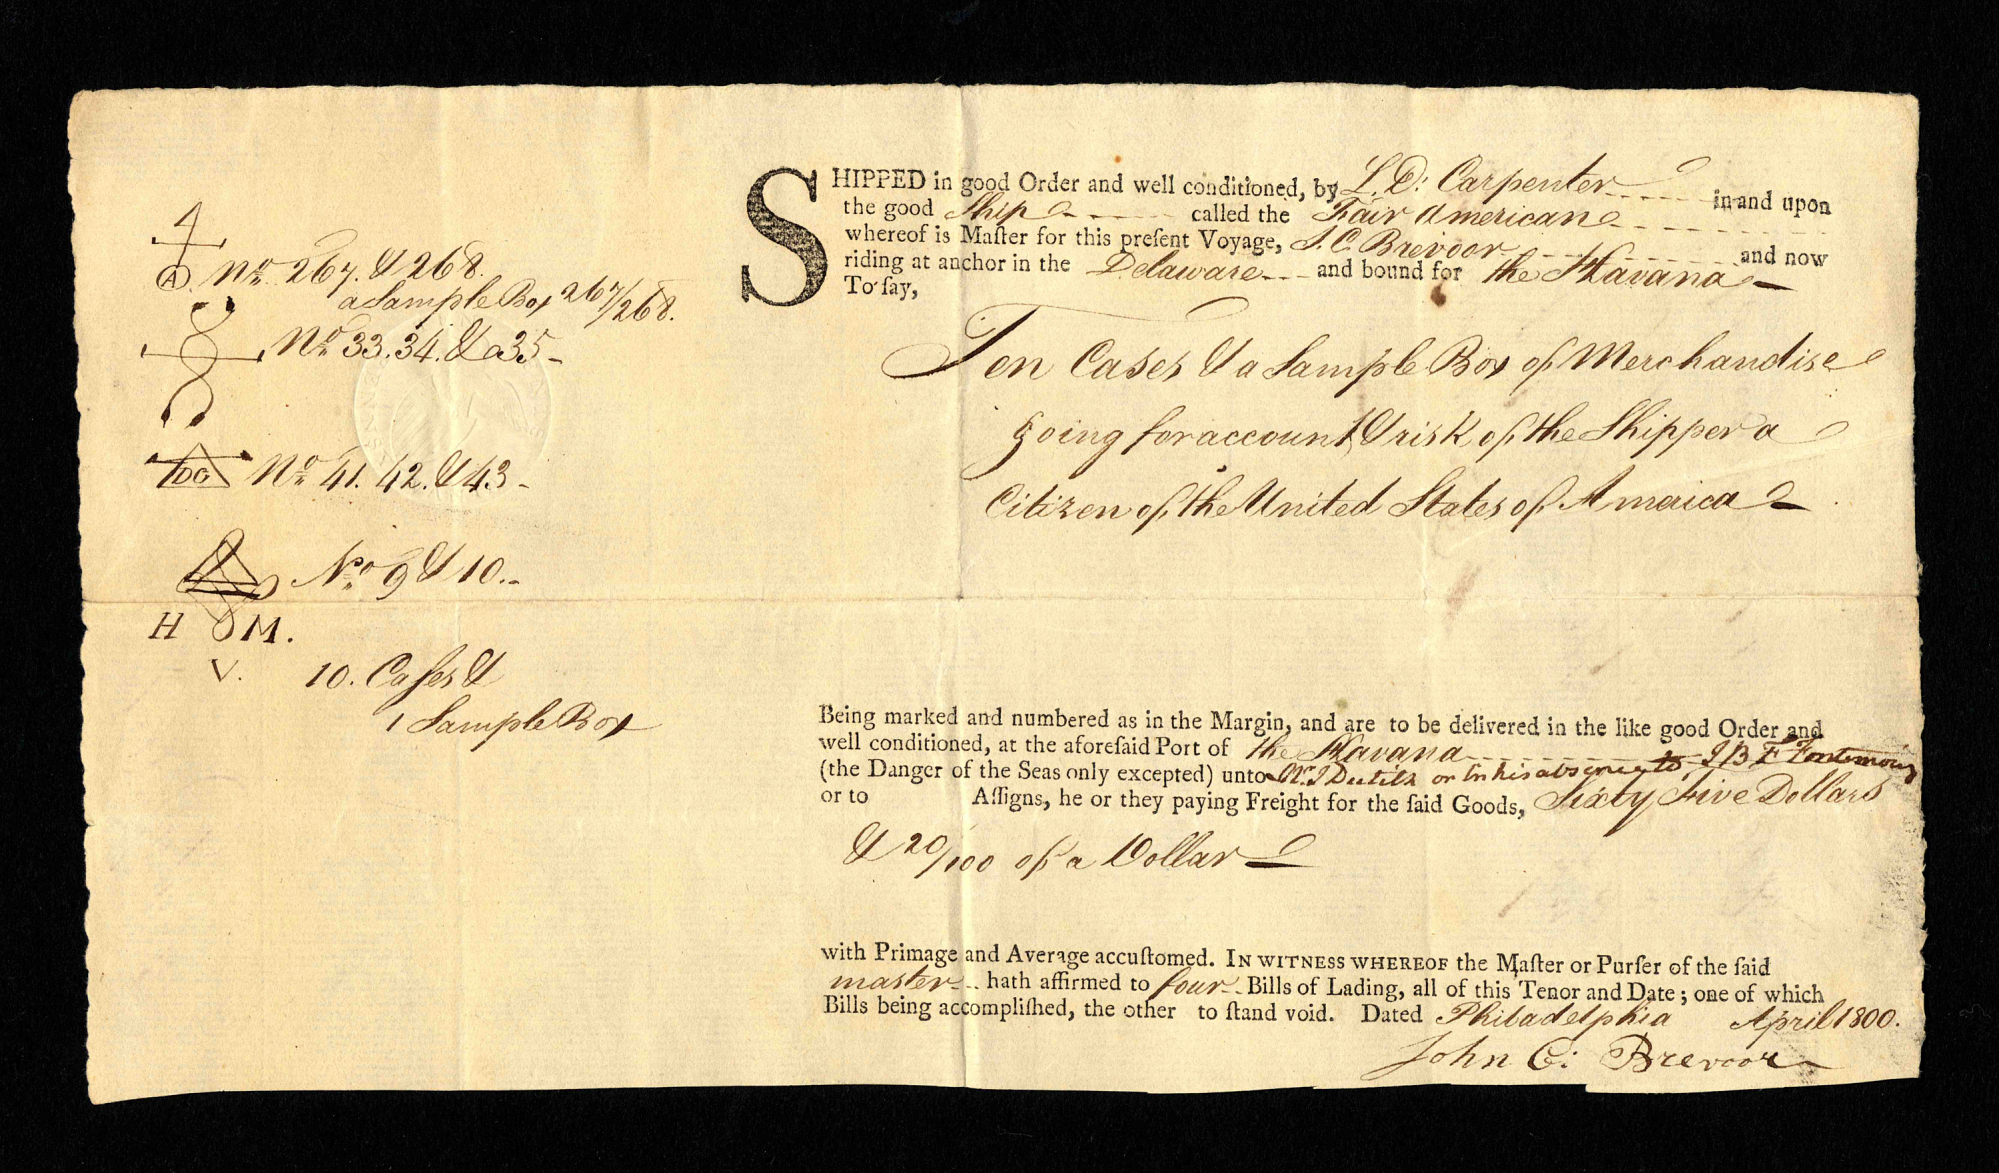 A No. 267. & 268.
a Sample Box 267/268.
No. 33. 34. & 35
DG No. 41. 42. & 43
No. 9 & 10.
H M.
V.
10. Caſes &
1 Sample Box
SHIPPED in good Order and well conditioned, by L. D: Carpenter in and upon
the good Ship called the Fair American
whereof is Maſter for this preſent Voyage, J. C. Brevoor and now
riding at anchor in the Delaware and bound for the Havana
To ſay,
Ten Cases & a Sample Box of Merchandise
going for account & risk of the Shipper a
Citizen of the United States of America
Being marked and numbered as in the Margin, and are to be delivered in the like good Order and
well conditioned, at the aforeſaid Port of the Havana
(the Danger of the Seas only excepted) unto Mr. J Dutilh or in his absence to J B F
or to Aſſigns, he or they paying Freight for the ſaid Goods, Sixty Five Dollars
& 20/100 of a Dollar
with Primage and Average accuſtomed. IN WITNESS WHEREOF the Maſter or Purſer of the ſaid
master hath affirmed to four Bills of Lading, all of this Tenor and Date; one of which
Bills being accompliſhed, the other to ſtand void. Dated Philadelphia April 1800.
John C: Brevoor